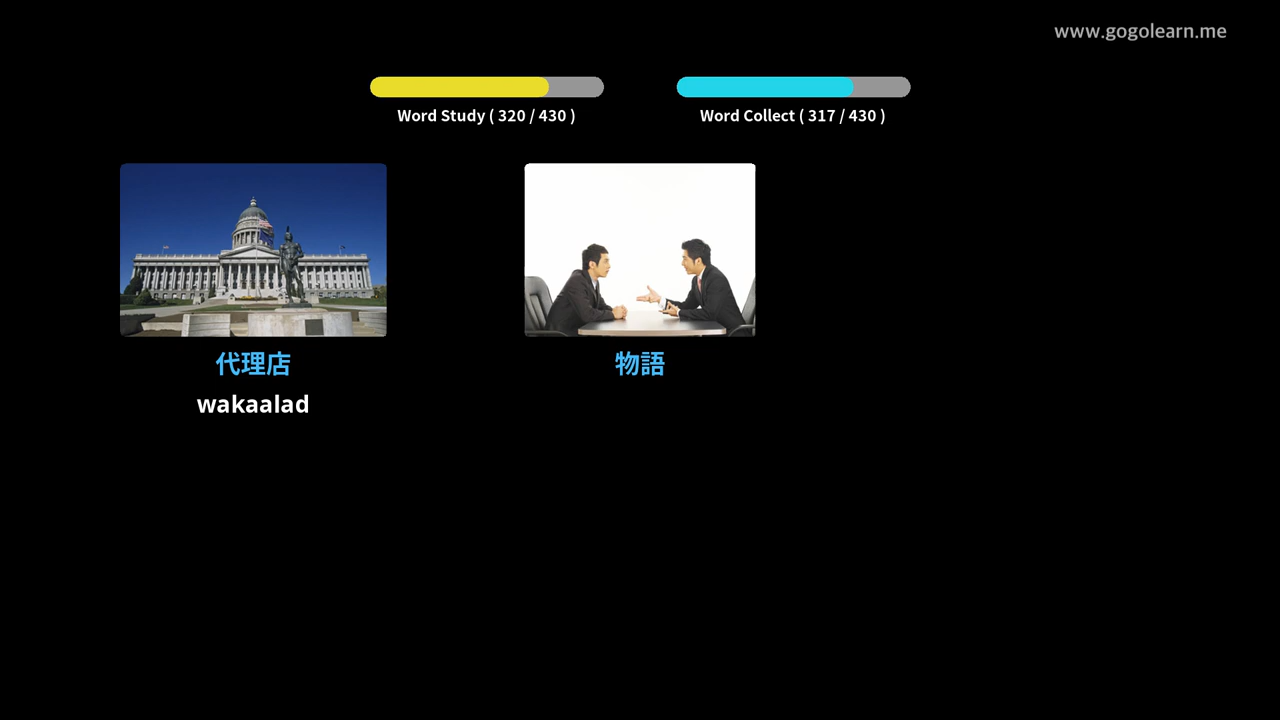 www.gogolearn.me
Word Study ( 320 / 430 )
Word Collect ( 317 / 430 )
代理店
wakaalad
物語